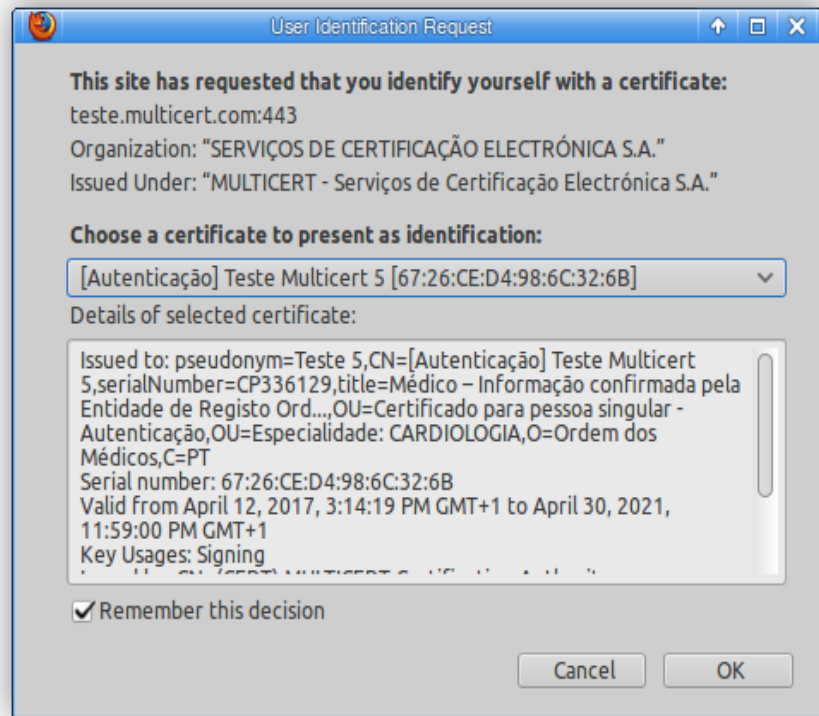 User Identification Request
This site has requested that you identify yourself with a certificate:
teste.multicert.com:443
Organization: “SERVIÇOS DE CERTIFICAÇÃO ELECTRÓNICA S.A.”
Issued Under: “MULTICERT - Serviços de Certificação Electrónica S.A.”
Choose a certificate to present as identification:
[Autenticação] Teste Multicert 5 [67:26:CE:D4:98:6C:32:6B]
Details of selected certificate:
Issued to: pseudonym=Teste 5,CN=[Autenticação] Teste Multicert
5,serialNumber=CP336129,title=Médico – Informação confirmada pela
Entidade de Registo Ord...,OU=Certificado para pessoa singular -
Autenticação,OU=Especialidade: CARDIOLOGIA,O=Ordem dos
Médicos,C=PT
Serial number: 67:26:CE:D4:98:6C:32:6B
Valid from April 12, 2017, 3:14:19 PM GMT+1 to April 30, 2021,
11:59:00 PM GMT+1
Key Usages: Signing
Remember this decision
Cancel OK